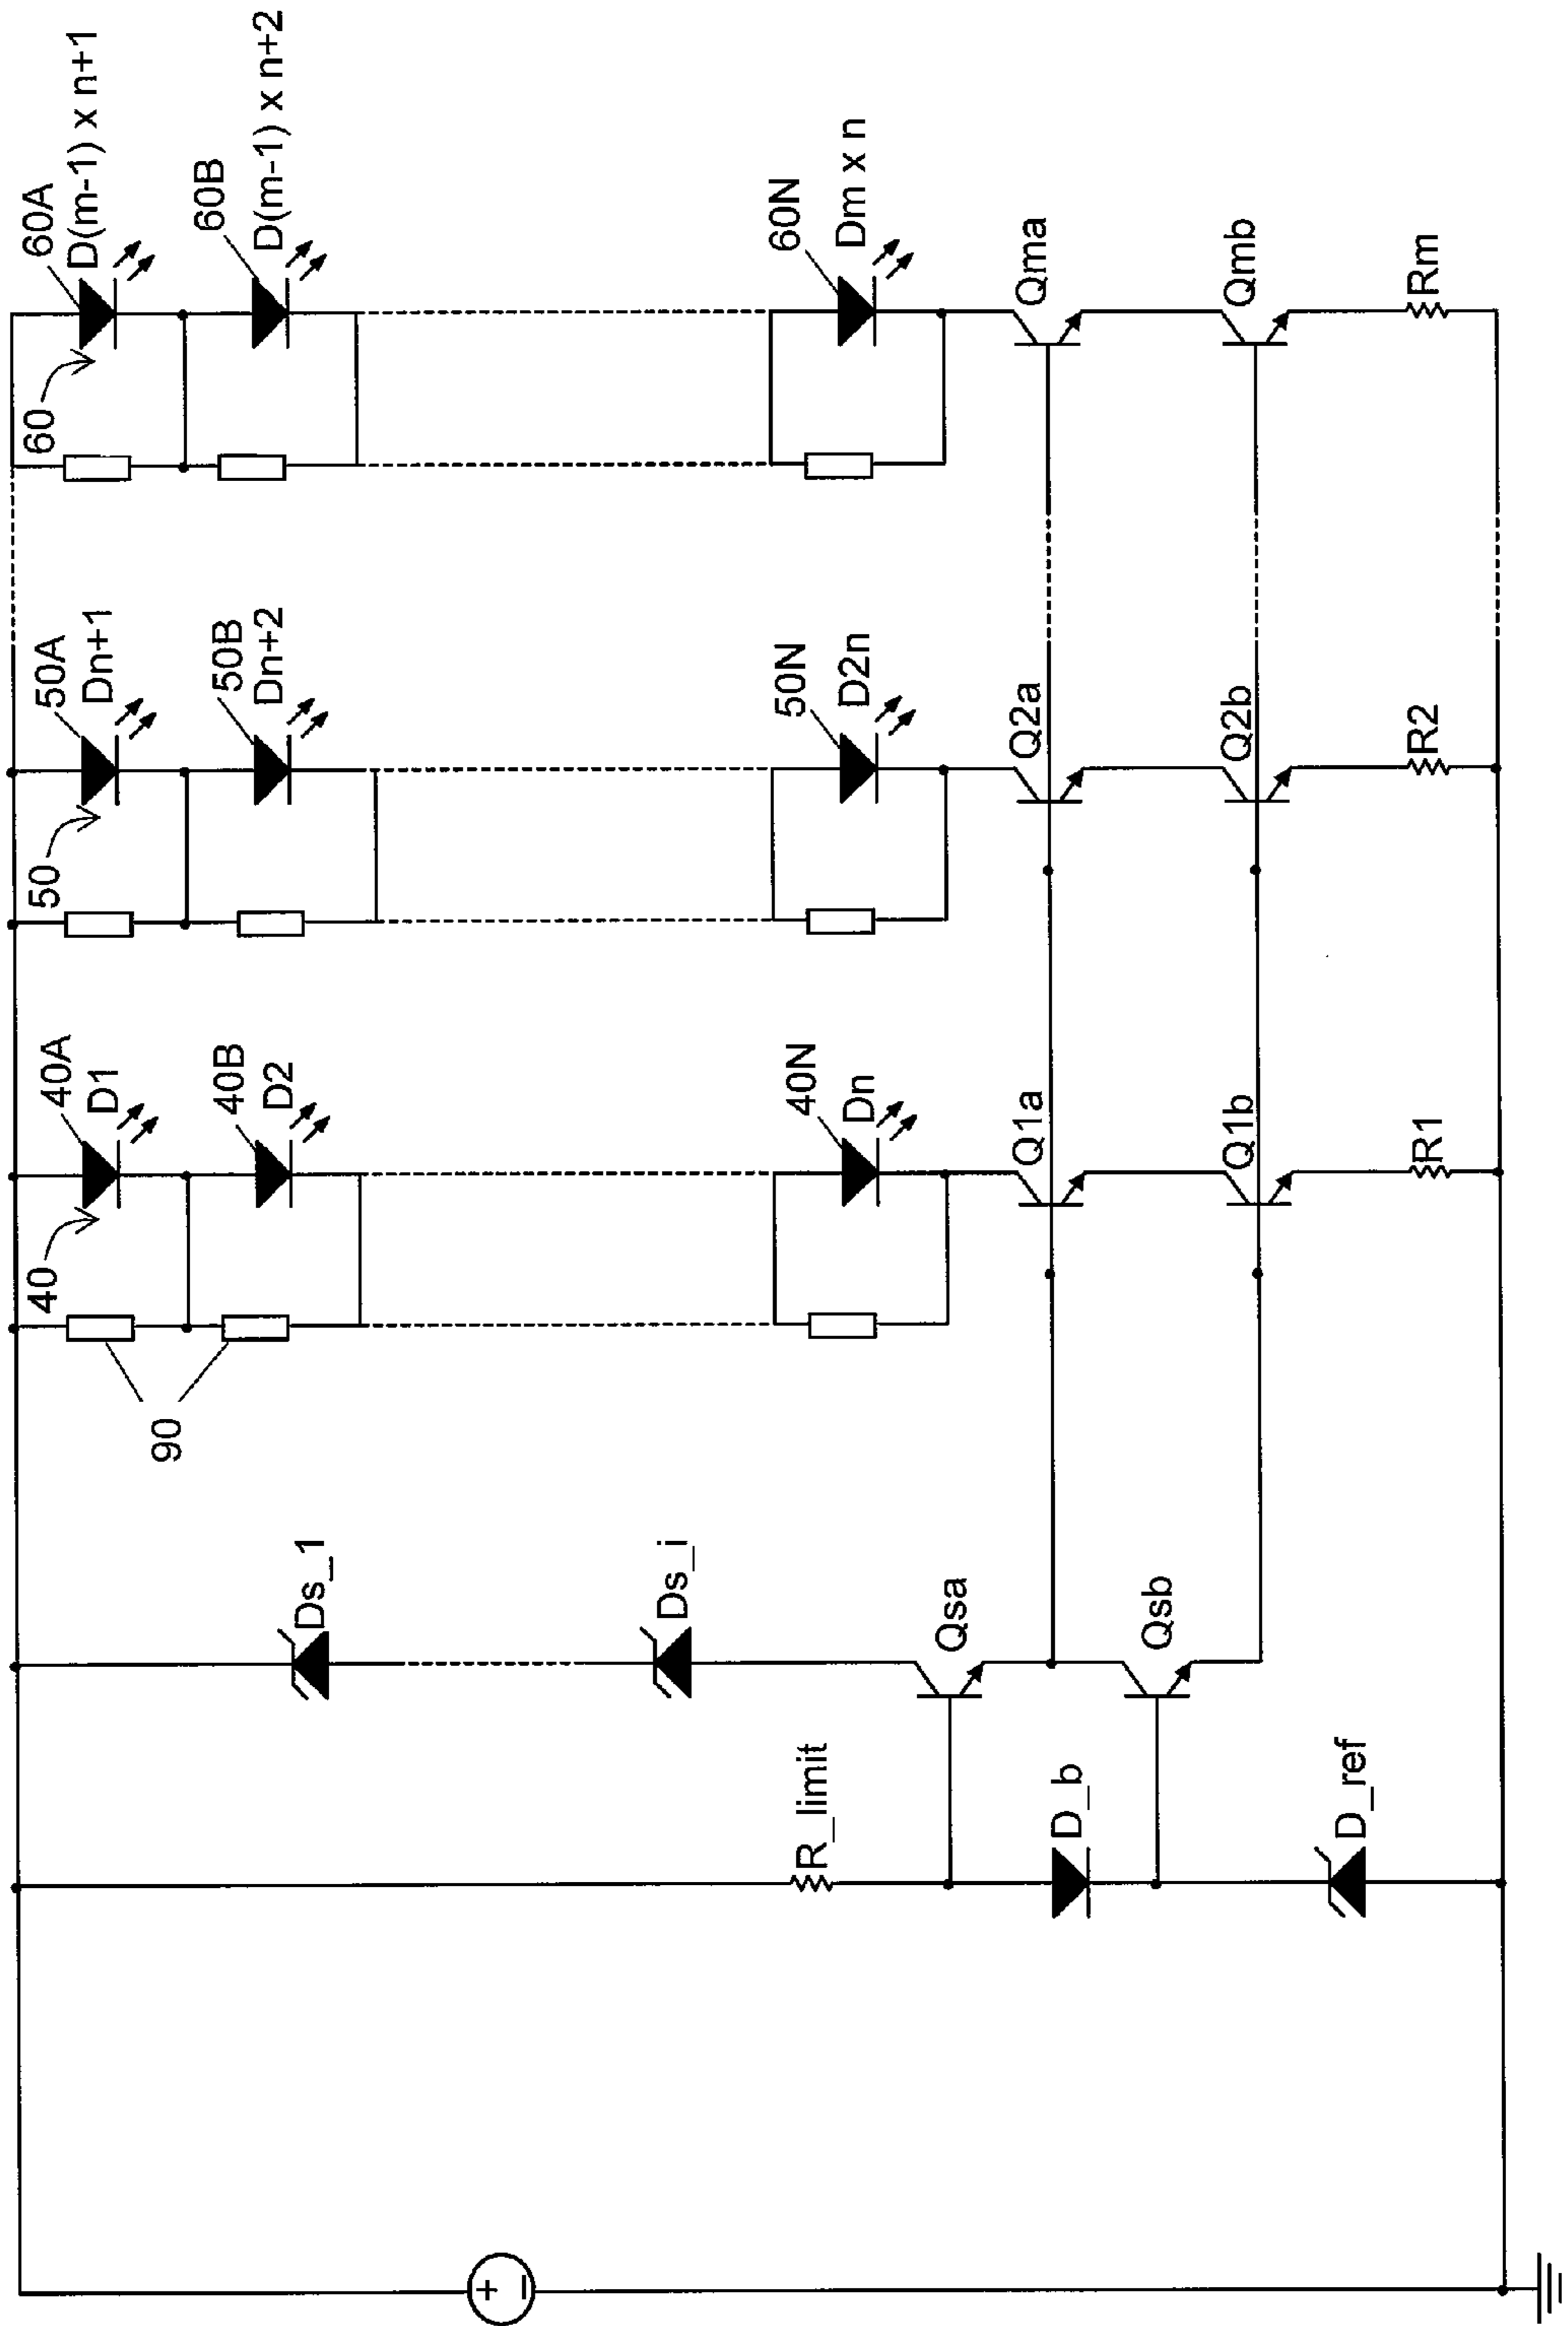 60A
D(m-1) x n+1
60
60B
D(m-1) x n+2
60N
Dm x n
Qma
Qmb
Rm
50A
Dn+1
50
50B
Dn+2
50N
D2n
Q2a
Q2b
R2
40A
D1
40
40B
D2
40N
Dn
Q1a
Q1b
R1
90
Ds_1
Ds_i
Qsa
Qsb
R_limit
D_b
D_ref
+
−